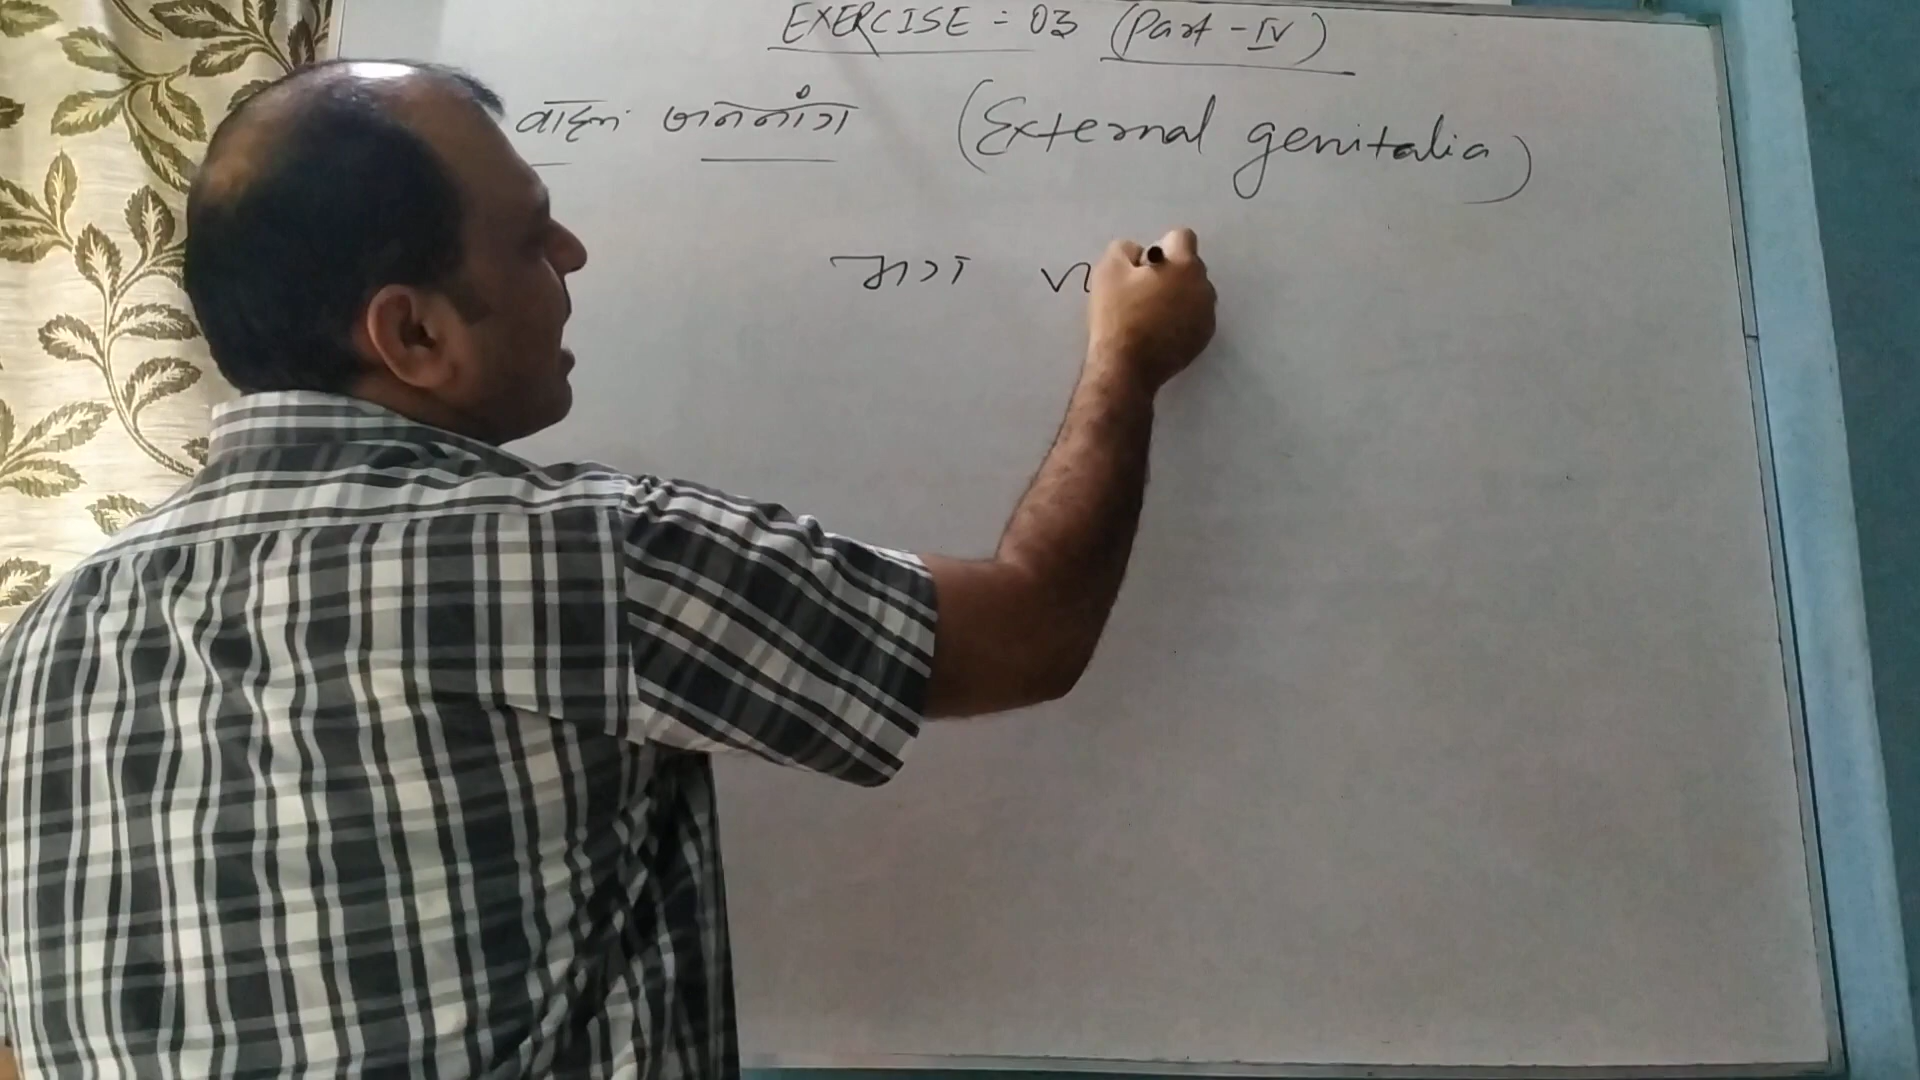 EXERCISE = 03 (Part - IV)
जननांग (External genitalia)